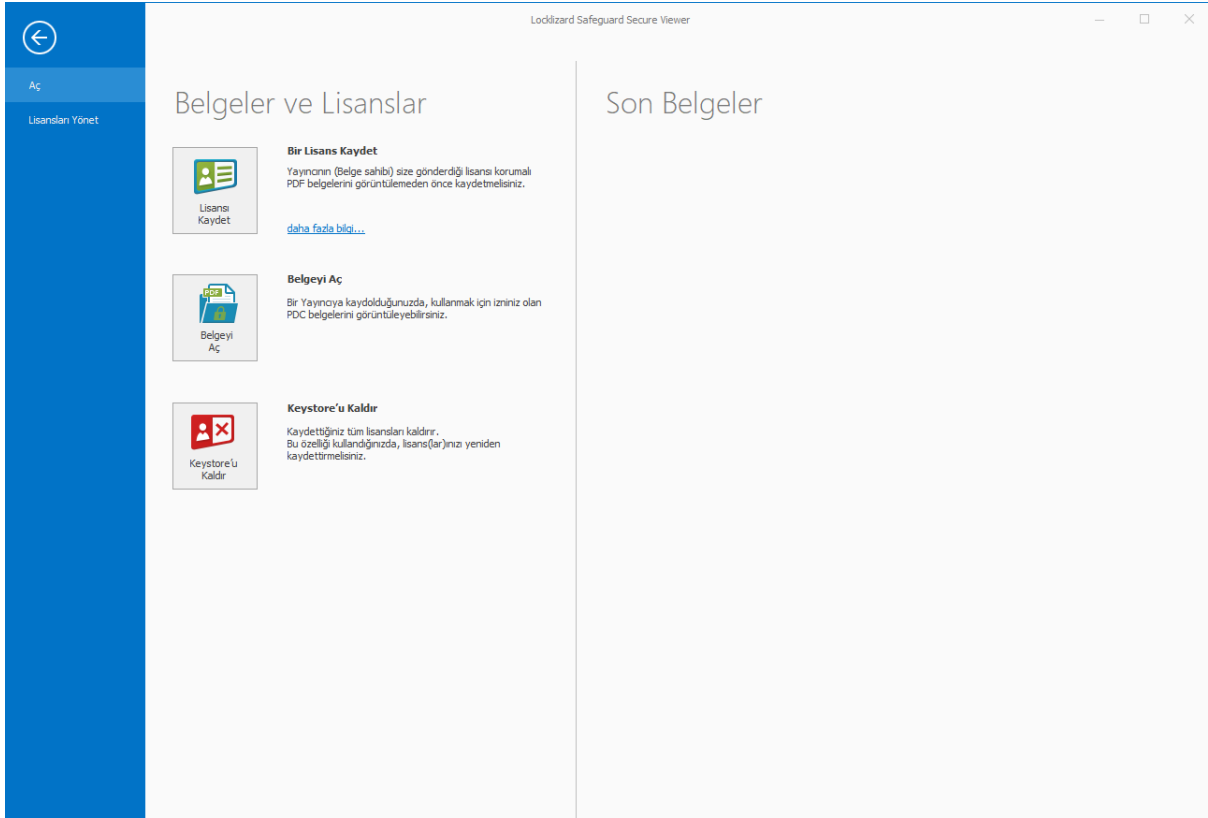 Locklizard Safeguard Secure Viewer
Aç
Lisansları Yönet
Belgeler ve Lisanslar
Lisansı
Kaydet
Bir Lisans Kaydet
Yayıncının (Belge sahibi) size gönderdiği lisansı korumalı
PDF belgelerini görüntülemeden önce kaydetmelisiniz.
daha fazla bilgi...
PDF
Belgeyi
Aç
Belgeyi Aç
Bir Yayıncıya kaydolduğunuzda, kullanmak için izniniz olan
PDC belgelerini görüntüleyebilirsiniz.
Keystore'u
Kaldır
Keystore'u Kaldır
Kaydettiğiniz tüm lisansları kaldırır.
Bu özelliği kullandığınızda, lisans(lar)ınızı yeniden
kaydettirmelisiniz.
Son Belgeler